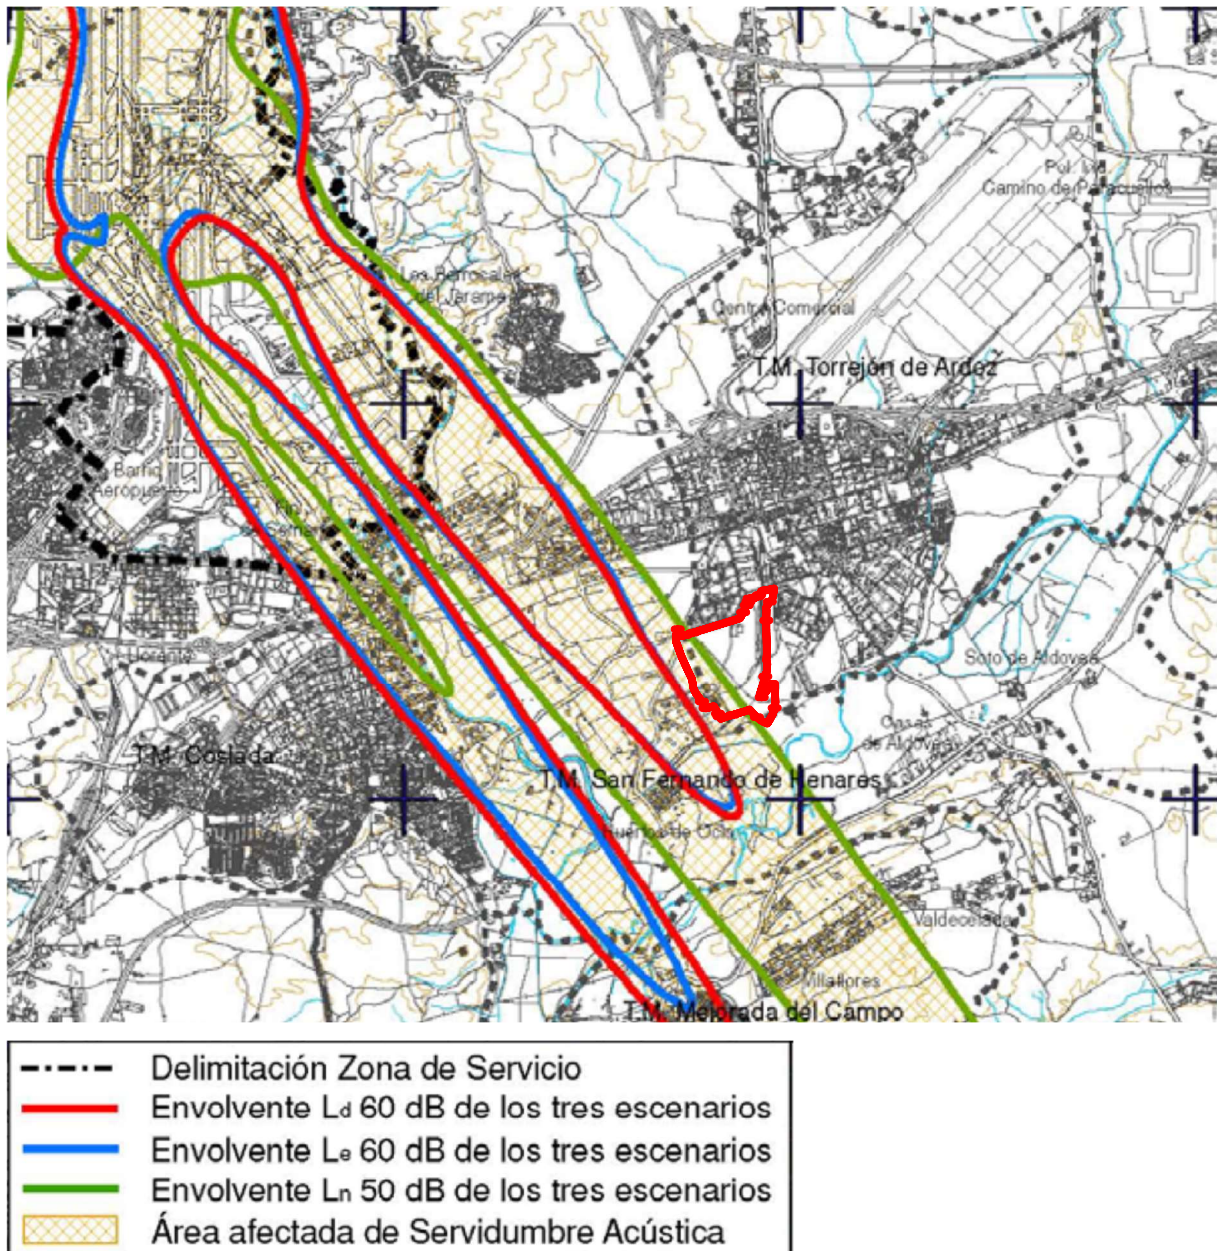 Pol. Ind.
Camino de Paracuellos
Los Berrocales
del Jarama
Centro Comercial
T.M. Torrejón de Ardoz
Barrio
Aeropuerto
Soto de Aldovea
Casas
de Aldovea
T.M. Coslada
T.M. San Fernando de Henares
Huertos de Ocio
Valdecelada
Villaflores
T.M. Mejorada del Campo
Delimitación Zona de Servicio
Envolvente Ld 60 dB de los tres escenarios
Envolvente Le 60 dB de los tres escenarios
Envolvente Ln 50 dB de los tres escenarios
Área afectada de Servidumbre Acústica